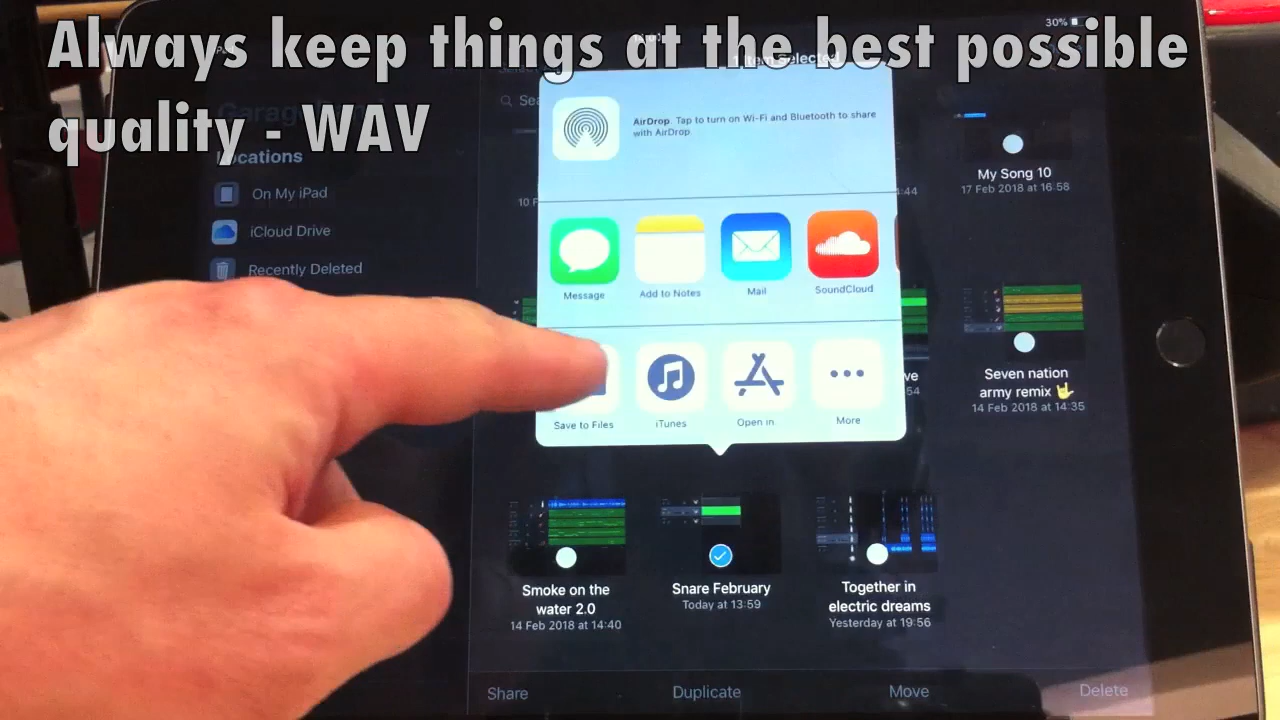 Always keep things at the best possible
quality - WAV
30%
Locations
On My iPad
iCloud Drive
Recently Deleted
AirDrop. Tap to turn on Wi-Fi and Bluetooth to share
with AirDrop.
Message
Add to Notes
Mail
SoundCloud
Save to Files
iTunes
Open in
More
My Song 10
17 Feb 2018 at 16:58
Seven nation
army remix 🤟
14 Feb 2018 at 14:35
Smoke on the
water 2.0
14 Feb 2018 at 14:40
Snare February
Today at 13:59
Together in
electric dreams
Yesterday at 19:56
Share
Duplicate
Move
Delete